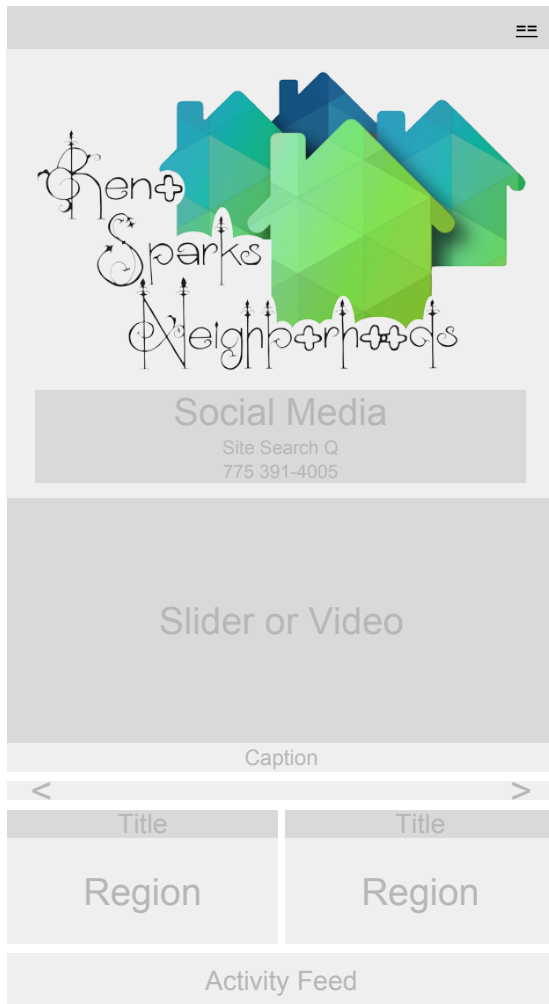 ==
Reno
Sparks
Neighborhoods
Social Media
Site Search Q
775 391-4005
Slider or Video
Caption
< >
Title Title
Region Region
Activity Feed